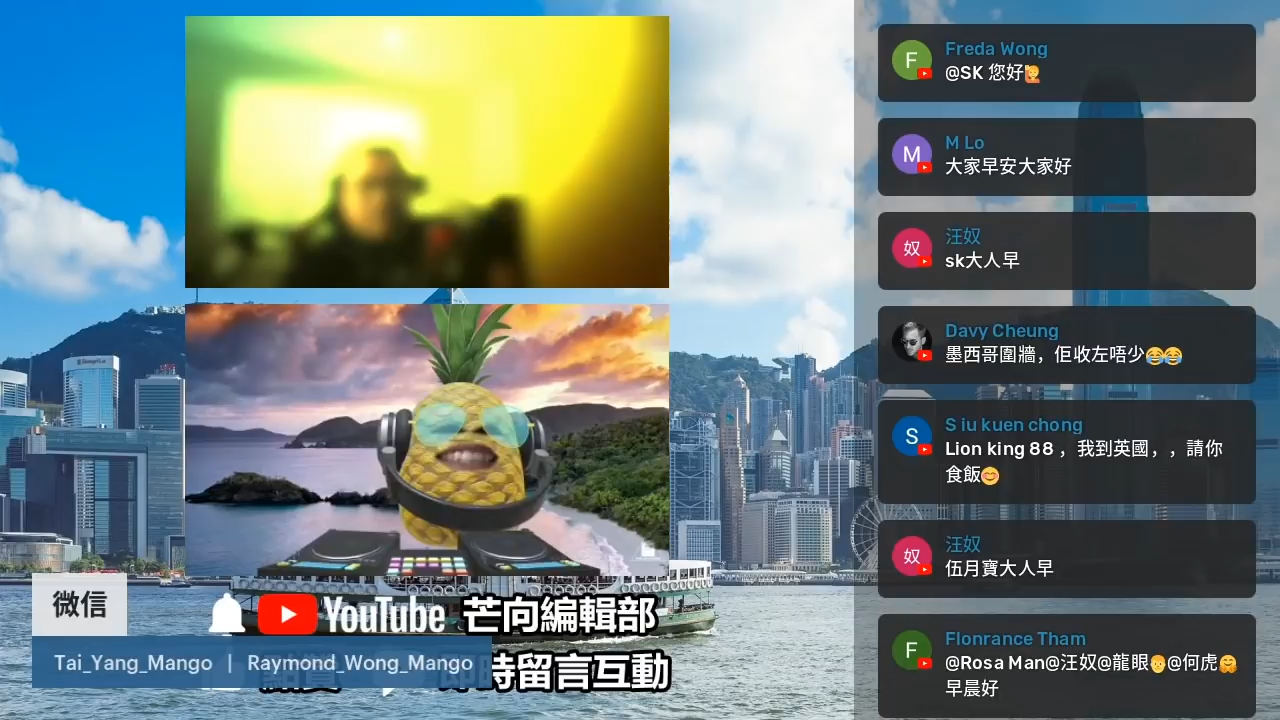 Freda Wong
@SK 您好
M Lo
大家早安大家好
汪奴
sk大人早
Davy Cheung
墨西哥圍牆，佢收左唔少
S iu kuen chong
Lion king 88 ，我到英國，，請你
食飯
汪奴
伍月寶大人早
Flonrance Tham
@Rosa Man@汪奴@龍眼@何虎
早晨好
微信
YouTube 芒向編輯部
Tai_Yang_Mango | Raymond_Wong_Mango
時留言互動